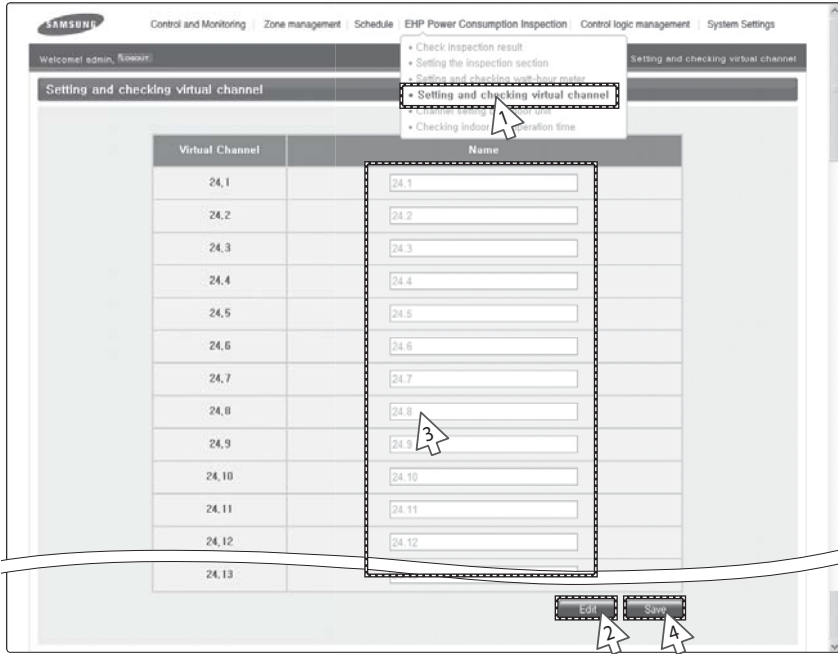 SAMSUNG
Control and Monitoring Zone management Schedule EHP Power Consumption Inspection Control logic management System Settings
Welcome! admin, LOGOUT
• Check inspection result
• Setting the inspection section
• Setting and checking watt-hour meter
• Setting and checking virtual channel
• Checking indoor operation time
Setting and checking virtual channel
Setting and checking virtual channel
1
Virtual Channel Name
24.1 24.1
24.2 24.2
24.3 24.3
24.4 24.4
24.5 24.5
24.6 24.6
24.7 24.7
24.8 24.8
3
24.9 24.9
24.10 24.10
24.11 24.11
24.12 24.12
24.13
Edit Save
2 4